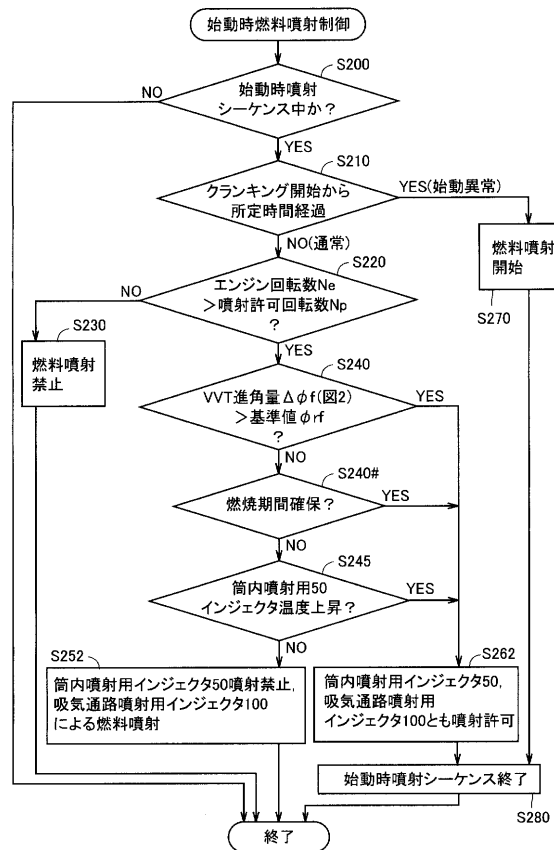 始動時燃料噴射制御
S200
NO
始動時噴射
シーケンス中か?
YES
S210
クランキング開始から
所定時間経過
YES(始動異常)
NO(通常)
燃料噴射
開始
S270
S220
NO
エンジン回転数Ne
>噴射許可回転数Np
?
S230
燃料噴射
禁止
YES
S240
VVT進角量Δφf(図2)
>基準値φrf
?
YES
NO
S240#
燃焼期間確保?
YES
NO
S245
筒内噴射用50
インジェクタ温度上昇?
YES
NO
S252
筒内噴射用インジェクタ50噴射禁止,
吸気通路噴射用インジェクタ100
による燃料噴射
S262
筒内噴射用インジェクタ50,
吸気通路噴射用
インジェクタ100とも噴射許可
始動時噴射シーケンス終了
S280
終了